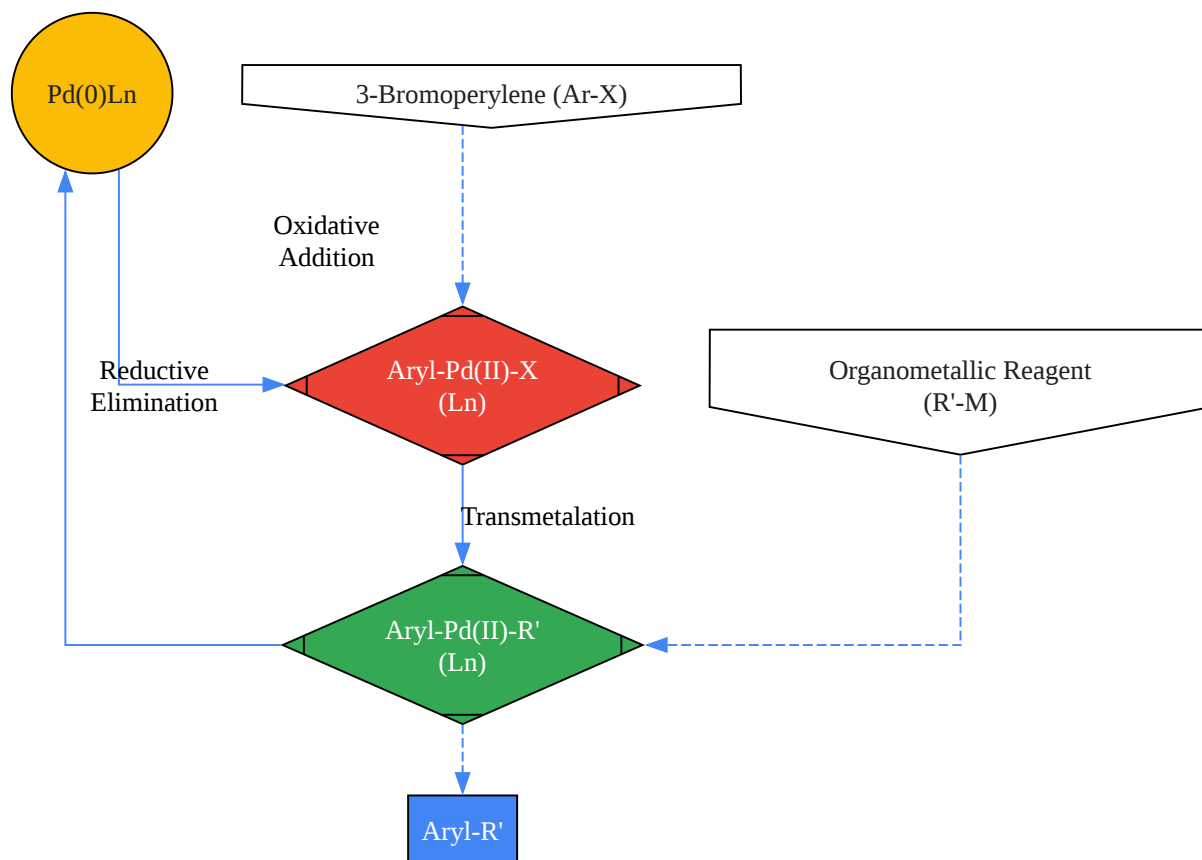 Pd(0)Ln
3-Bromoperylene (Ar-X)
Oxidative
Addition
Reductive
Elimination
Aryl-Pd(II)-X
(Ln)
Organometallic Reagent
(R'-M)
Transmetalation
Aryl-Pd(II)-R'
(Ln)
Aryl-R'